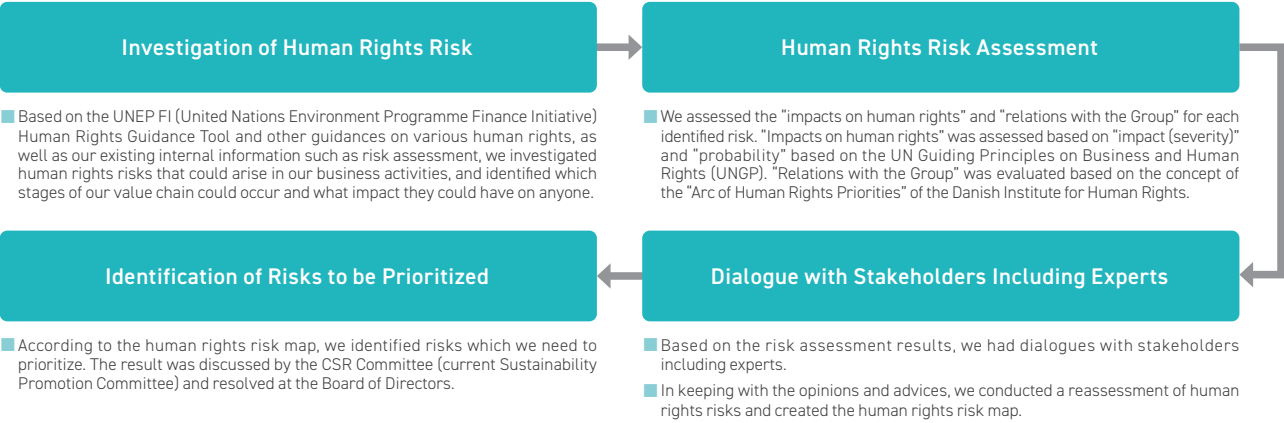 Investigation of Human Rights Risk
■ Based on the UNEP FI (United Nations Environment Programme Finance Initiative)
Human Rights Guidance Tool and other guidances on various human rights, as
well as our existing internal information such as risk assessment, we investigated
human rights risks that could arise in our business activities, and identified which
stages of our value chain could occur and what impact they could have on anyone.
Human Rights Risk Assessment
■ We assessed the “impacts on human rights” and “relations with the Group” for each
identified risk. “Impacts on human rights” was assessed based on “impact (severity)”
and “probability” based on the UN Guiding Principles on Business and Human
Rights (UNGP). “Relations with the Group” was evaluated based on the concept of
the “Arc of Human Rights Priorities” of the Danish Institute for Human Rights.
Dialogue with Stakeholders Including Experts
■ Based on the risk assessment results, we had dialogues with stakeholders
including experts.
■ In keeping with the opinions and advices, we conducted a reassessment of human
rights risks and created the human rights risk map.
Identification of Risks to be Prioritized
■ According to the human rights risk map, we identified risks which we need to
prioritize. The result was discussed by the CSR Committee (current Sustainability
Promotion Committee) and resolved at the Board of Directors.